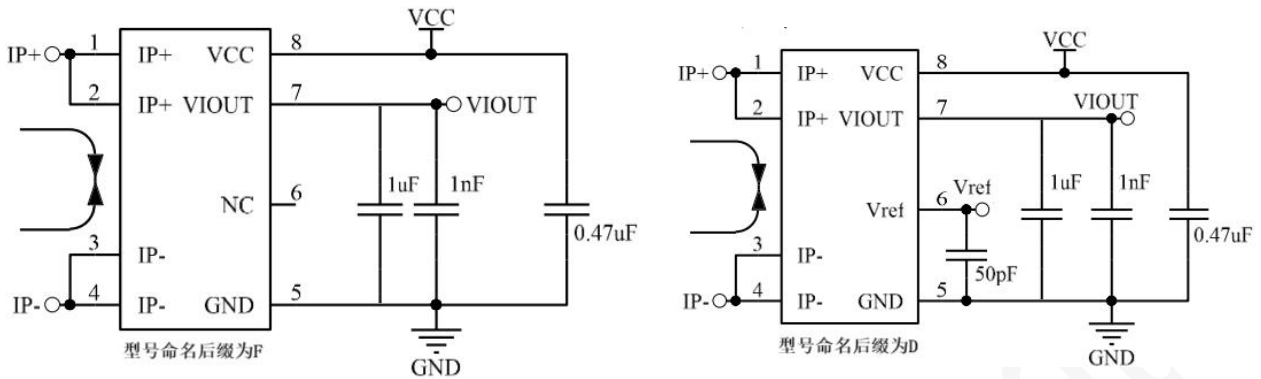 VCC
IP+ 1 IP+ VCC 8
2 IP+ VIOUT 7 VIOUT
1uF 1nF
NC 6
0.47uF
3 IP-
IP- 4 IP- GND 5
型号命名后缀为F
GND
VCC
IP+ 1 IP+ VCC 8
VIOUT
2 IP+ VIOUT 7
1uF 1nF
Vref 6 Vref
0.47uF
3 IP-
50pF
IP- 4 IP- GND 5
型号命名后缀为D
GND